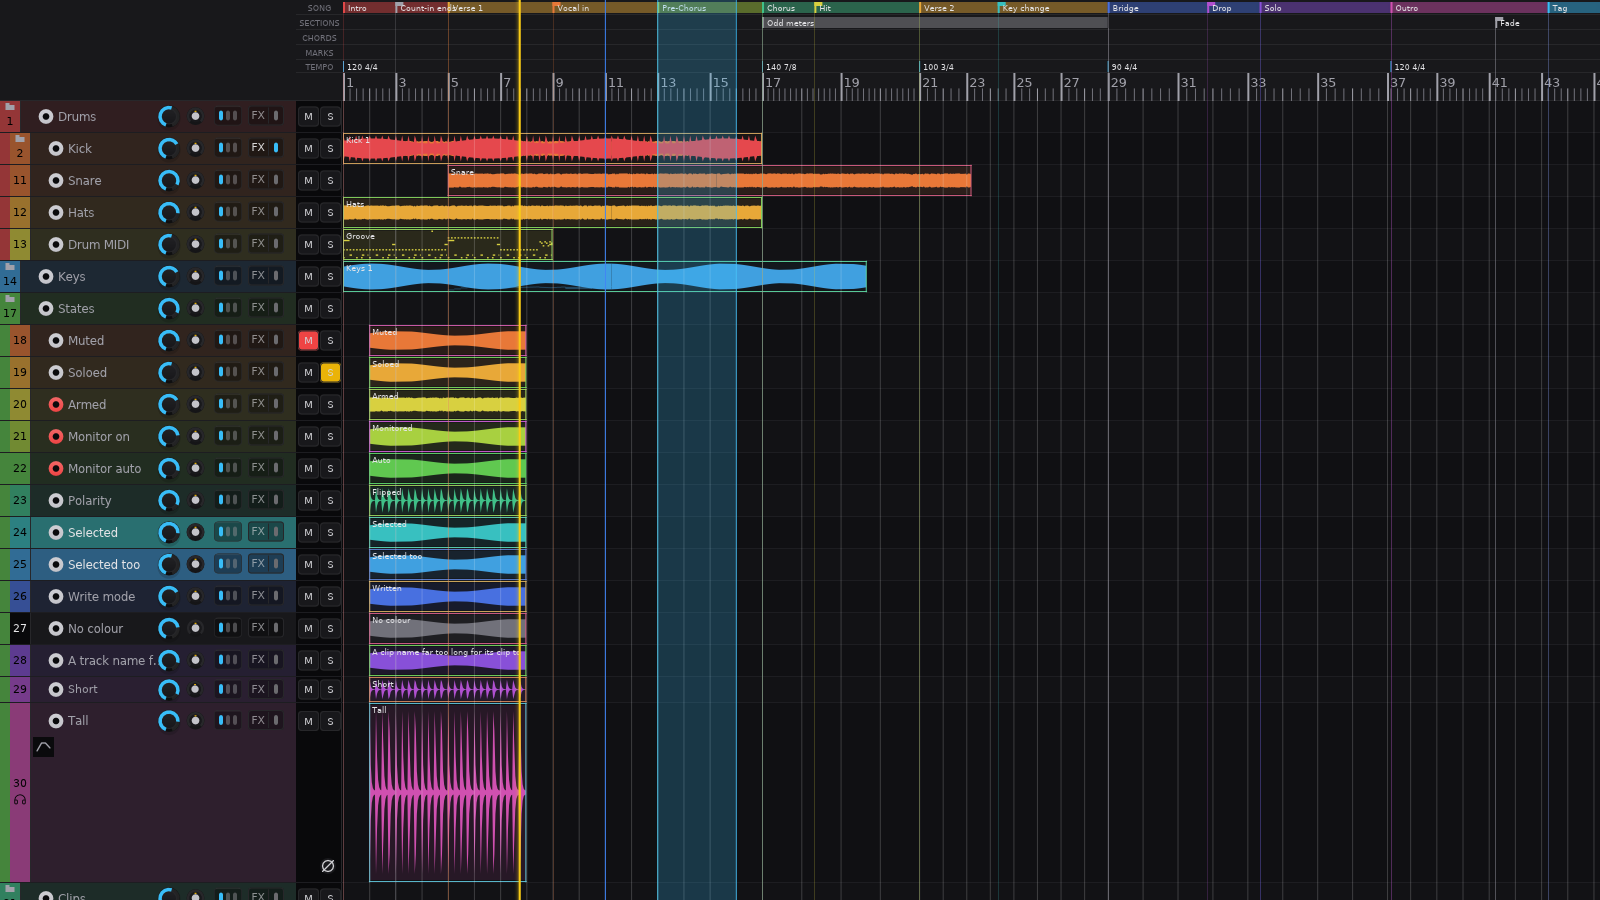 SONG Intro Count-in ends Verse 1 Vocal in Pre-Chorus Chorus Hit Verse 2 Key change Bridge Drop Solo Outro Tag
SECTIONS Odd meters Fade
CHORDS
MARKS
TEMPO 120 4/4 140 7/8 100 3/4 90 4/4 120 4/4
1 3 5 7 9 11 13 15 17 19 21 23 25 27 29 31 33 35 37 39 41 43
1 Drums FX M S
2 Kick FX M S Kick 1
11 Snare FX M S Snare
12 Hats FX M S Hats
13 Drum MIDI FX M S Groove
14 Keys FX M S Keys 1
17 States FX M S
18 Muted FX M S Muted
19 Soloed FX M S Soloed
20 Armed FX M S Armed
21 Monitor on FX M S Monitored
22 Monitor auto FX M S Auto
23 Polarity FX M S Flipped
24 Selected FX M S Selected
25 Selected too FX M S Selected too
26 Write mode FX M S Written
27 No colour FX M S No colour
28 A track name f... FX M S A clip name far too long for its clip to
29 Short FX M S Short
Tall FX M S Tall
30
Clips FX M S